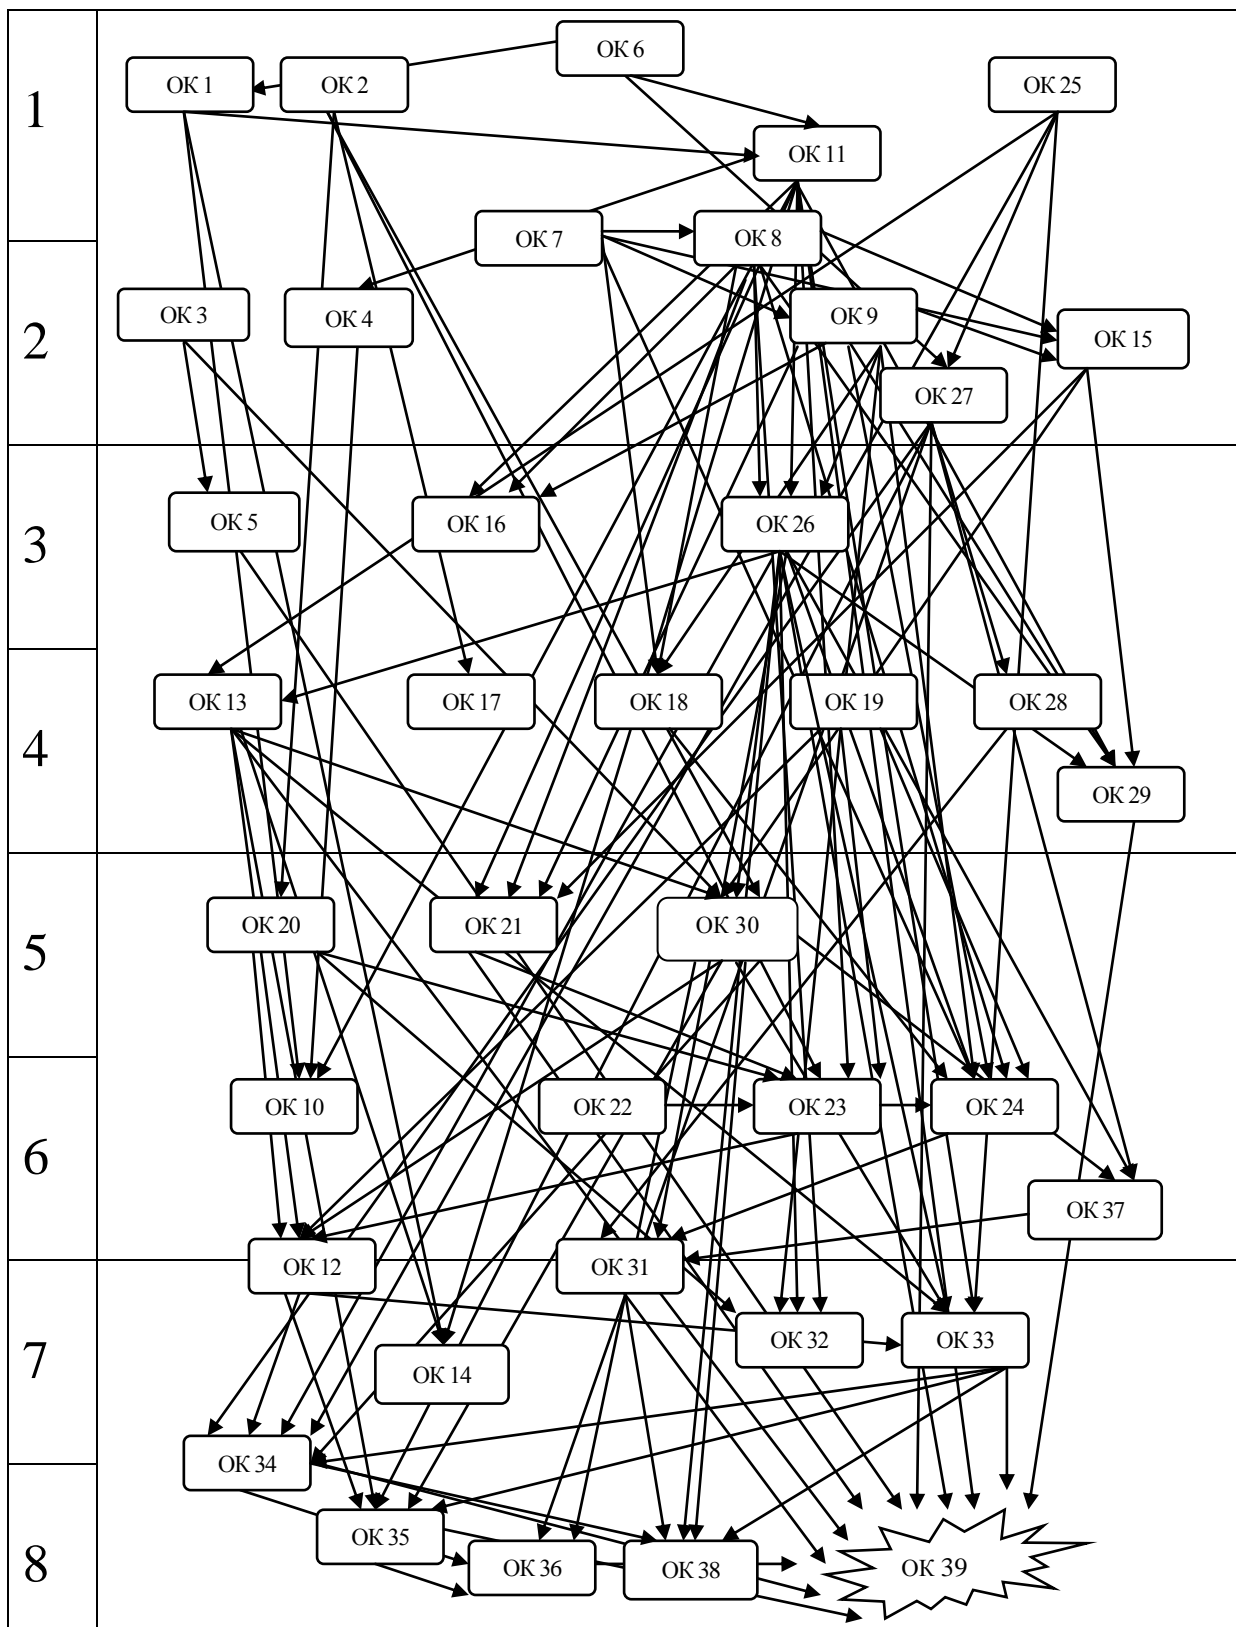 ОК 6
ОК 1
ОК 2
ОК 25
1
ОК 11
ОК 7
ОК 8
ОК 3
ОК 4
ОК 9
2
ОК 15
ОК 27
3
ОК 5
ОК 16
ОК 26
ОК 13
ОК 17
ОК 18
ОК 19
ОК 28
4
ОК 29
ОК 20
ОК 21
ОК 30
5
ОК 10
ОК 22
ОК 23
ОК 24
6
ОК 37
ОК 12
ОК 31
ОК 32
ОК 33
7
ОК 14
ОК 34
ОК 35
ОК 36
ОК 38
ОК 39
8